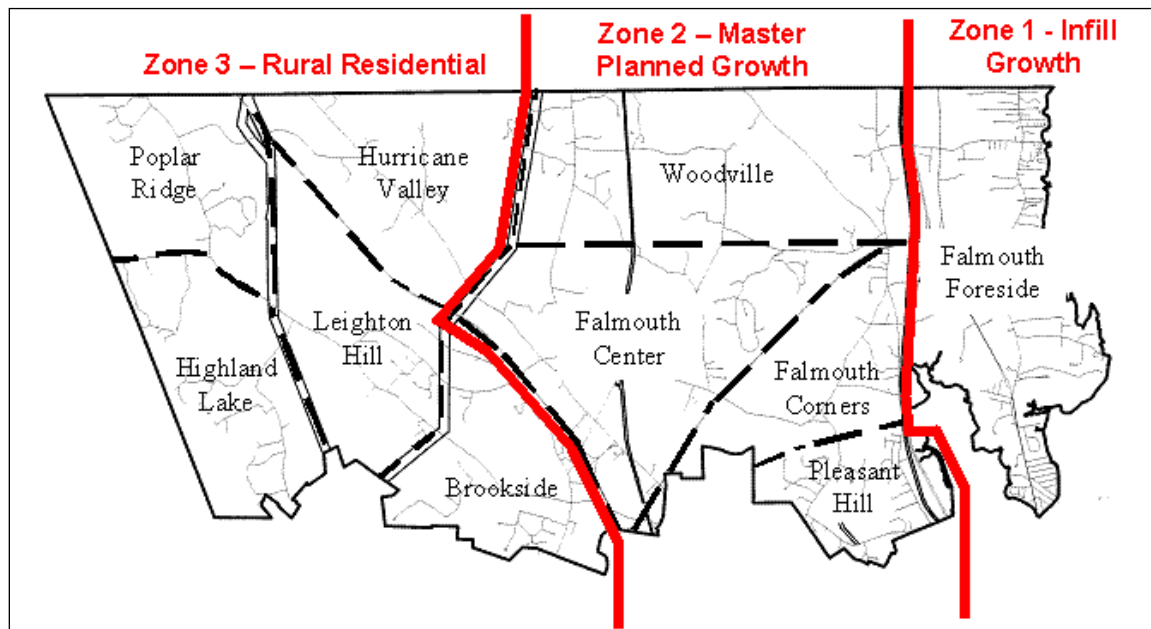 Zone 3 – Rural Residential
Zone 2 – Master
Planned Growth
Zone 1 - Infill
Growth
Poplar
Ridge
Hurricane
Valley
Woodville
Falmouth
Foreside
Leighton
Hill
Falmouth
Center
Highland
Lake
Falmouth
Corners
Brookside
Pleasant
Hill